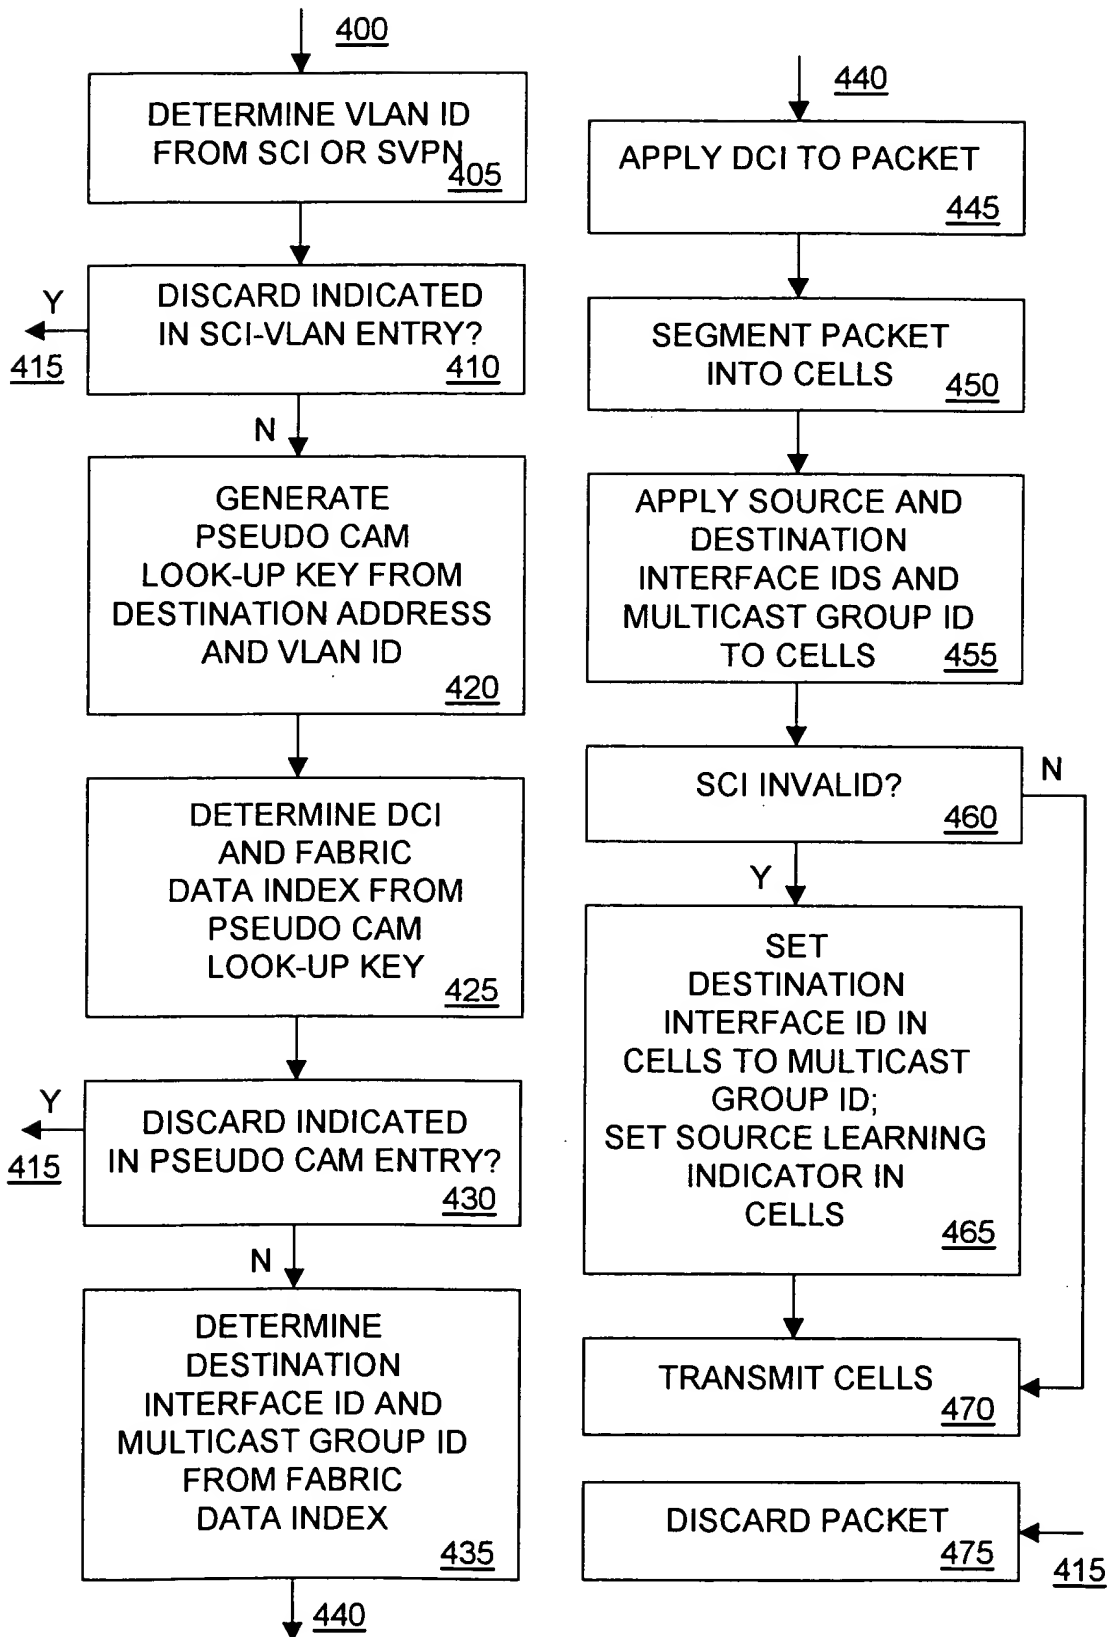 400
DETERMINE VLAN ID
FROM SCI OR SVPN
405
DISCARD INDICATED
IN SCI-VLAN ENTRY?
410
Y
415
N
GENERATE
PSEUDO CAM
LOOK-UP KEY FROM
DESTINATION ADDRESS
AND VLAN ID
420
DETERMINE DCI
AND FABRIC
DATA INDEX FROM
PSEUDO CAM
LOOK-UP KEY
425
Y
415
DISCARD INDICATED
IN PSEUDO CAM ENTRY?
430
N
DETERMINE
DESTINATION
INTERFACE ID AND
MULTICAST GROUP ID
FROM FABRIC
DATA INDEX
435
440
440
APPLY DCI TO PACKET
445
SEGMENT PACKET
INTO CELLS
450
APPLY SOURCE AND
DESTINATION
INTERFACE IDS AND
MULTICAST GROUP ID
TO CELLS
455
SCI INVALID?
460
N
Y
SET
DESTINATION
INTERFACE ID IN
CELLS TO MULTICAST
GROUP ID;
SET SOURCE LEARNING
INDICATOR IN
CELLS
465
TRANSMIT CELLS
470
DISCARD PACKET
475
415